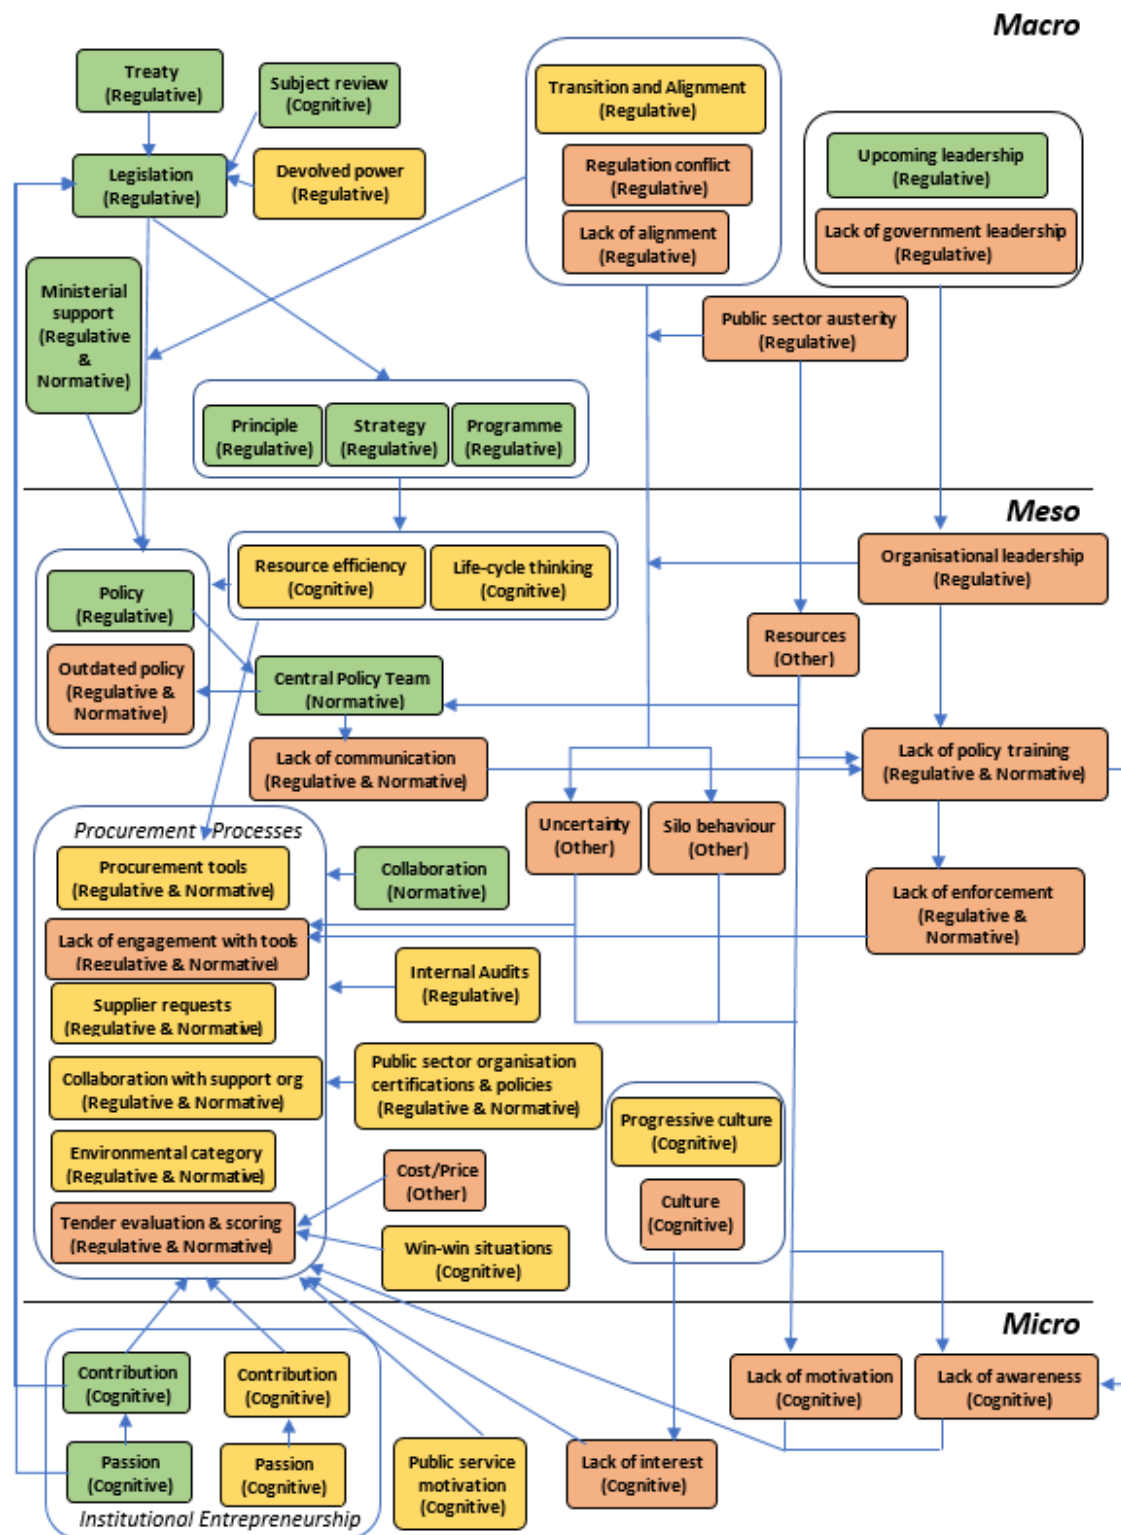 Macro
Treaty
(Regulative)
Subject review
(Cognitive)
Transition and Alignment
(Regulative)
Legislation
(Regulative)
Devolved power
(Regulative)
Regulation conflict
(Regulative)
Lack of alignment
(Regulative)
Upcoming leadership
(Regulative)
Lack of government leadership
(Regulative)
Ministerial
support
(Regulative
&
Normative)
Public sector austerity
(Regulative)
Principle
(Regulative)
Strategy
(Regulative)
Programme
(Regulative)
Meso
Resource efficiency
(Cognitive)
Life-cycle thinking
(Cognitive)
Organisational leadership
(Regulative)
Policy
(Regulative)
Outdated policy
(Regulative &
Normative)
Resources
(Other)
Central Policy Team
(Normative)
Lack of communication
(Regulative & Normative)
Lack of policy training
(Regulative & Normative)
Procurement Processes
Procurement tools
(Regulative & Normative)
Collaboration
(Normative)
Uncertainty
(Other)
Silo behaviour
(Other)
Lack of enforcement
(Regulative &
Normative)
Lack of engagement with tools
(Regulative & Normative)
Internal Audits
(Regulative)
Supplier requests
(Regulative & Normative)
Collaboration with support org
(Regulative & Normative)
Public sector organisation
certifications & policies
(Regulative & Normative)
Environmental category
(Regulative & Normative)
Progressive culture
(Cognitive)
Cost/Price
(Other)
Culture
(Cognitive)
Tender evaluation & scoring
(Regulative & Normative)
Win-win situations
(Cognitive)
Micro
Contribution
(Cognitive)
Contribution
(Cognitive)
Lack of motivation
(Cognitive)
Lack of awareness
(Cognitive)
Passion
(Cognitive)
Passion
(Cognitive)
Public service
motivation
(Cognitive)
Lack of interest
(Cognitive)
Institutional Entrepreneurship